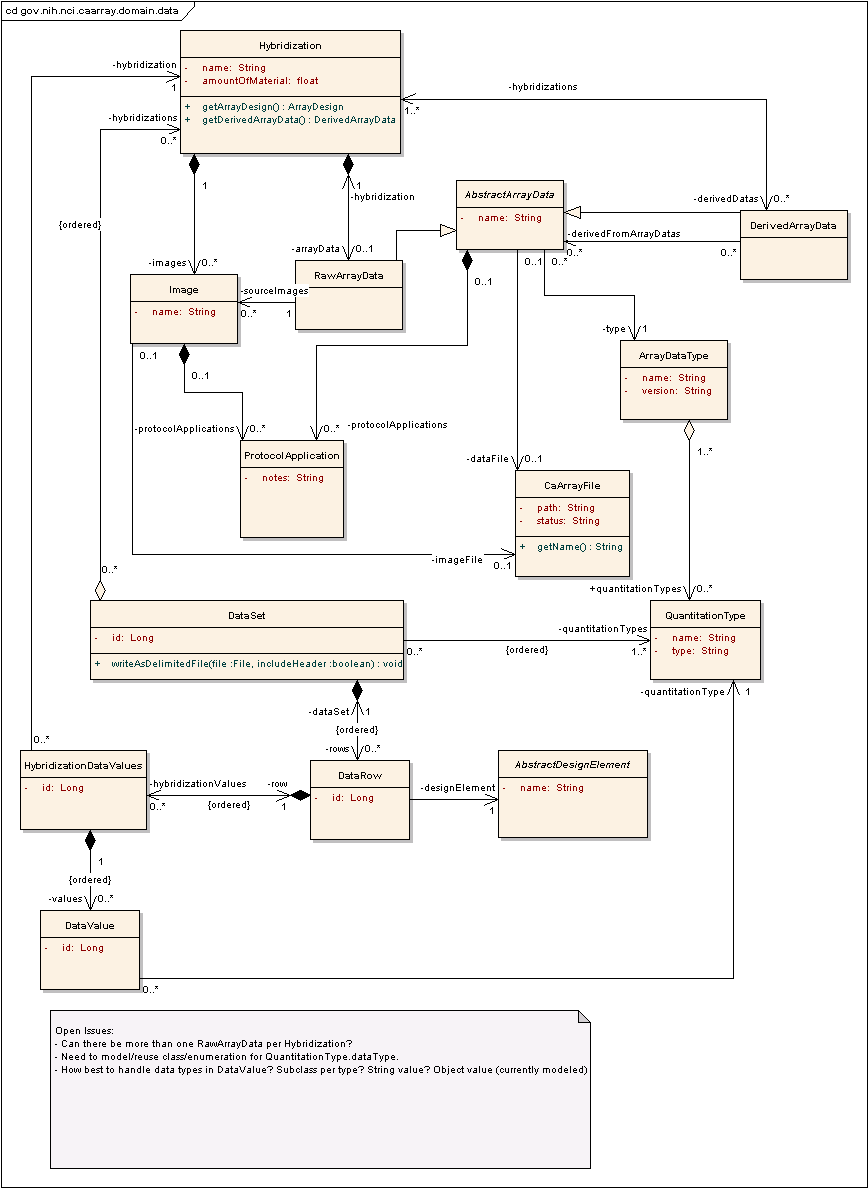 cd gov.nih.nci.caarray.domain.data
Hybridization
- name: String
- amountOfMaterial: float
+ getArrayDesign() : ArrayDesign
+ getDerivedArrayData() : DerivedArrayData
-hybridization
1
-hybridizations
0..*
-hybridizations
1..*
{ordered}
1
1
-hybridization
AbstractArrayData
- name: String
-derivedDatas
0..*
DerivedArrayData
-derivedFromArrayDatas
0..*
0..*
-arrayData
0..1
-images
0..*
RawArrayData
Image
- name: String
-sourceImages
0..*
1
0..1
0..1
0..*
-type
1
ArrayDataType
- name: String
- version: String
0..1
0..1
-protocolApplications
0..*
0..*
-protocolApplications
ProtocolApplication
- notes: String
1..*
-dataFile
0..1
CaArrayFile
- path: String
- status: String
+ getName() : String
-imageFile
0..1
0..*
+quantitationTypes
0..*
DataSet
- id: Long
+ writeAsDelimitedFile(file :File, includeHeader :boolean) : void
QuantitationType
- name: String
- type: String
-quantitationTypes
0..*
{ordered}
1..*
-quantitationType
1
-dataSet
1
{ordered}
-rows
0..*
0..*
HybridizationDataValues
- id: Long
-hybridizationValues
0..*
{ordered}
-row
1
DataRow
- id: Long
-designElement
1
AbstractDesignElement
- name: String
1
{ordered}
-values
0..*
DataValue
- id: Long
0..*
Open Issues:
- Can there be more than one RawArrayData per Hybridization?
- Need to model/reuse class/enumeration for QuantitationType.dataType.
- How best to handle data types in DataValue? Subclass per type? String value? Object value (currently modeled)